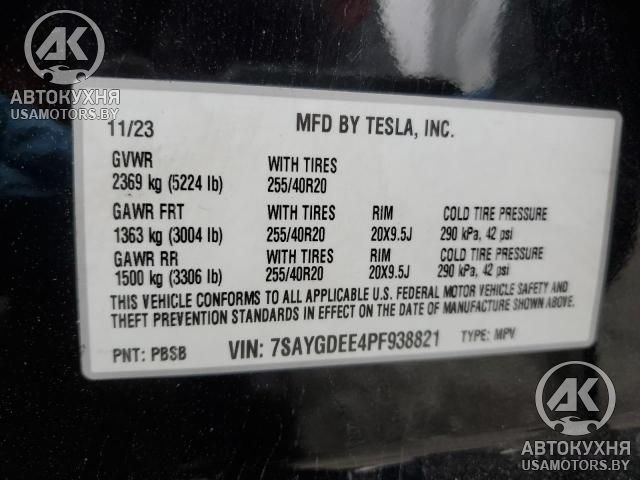 AK
АВТОКУХНЯ
USAMOTORS.BY
11/23 MFD BY TESLA, INC.
GVWR WITH TIRES
2369 kg (5224 lb) 255/40R20
GAWR FRT WITH TIRES RIM COLD TIRE PRESSURE
1363 kg (3004 lb) 255/40R20 20X9.5J 290 kPa, 42 psi
GAWR RR WITH TIRES RIM COLD TIRE PRESSURE
1500 kg (3306 lb) 255/40R20 20X9.5J 290 kPa, 42 psi
THIS VEHICLE CONFORMS TO ALL APPLICABLE U.S. FEDERAL MOTOR VEHICLE SAFETY AND
THEFT PREVENTION STANDARDS IN EFFECT ON THE DATE OF MANUFACTURE SHOWN ABOVE.
PNT: PBSB VIN: 7SAYGDEE4PF938821 TYPE: MPV
AK
АВТОКУХНЯ
USAMOTORS.BY